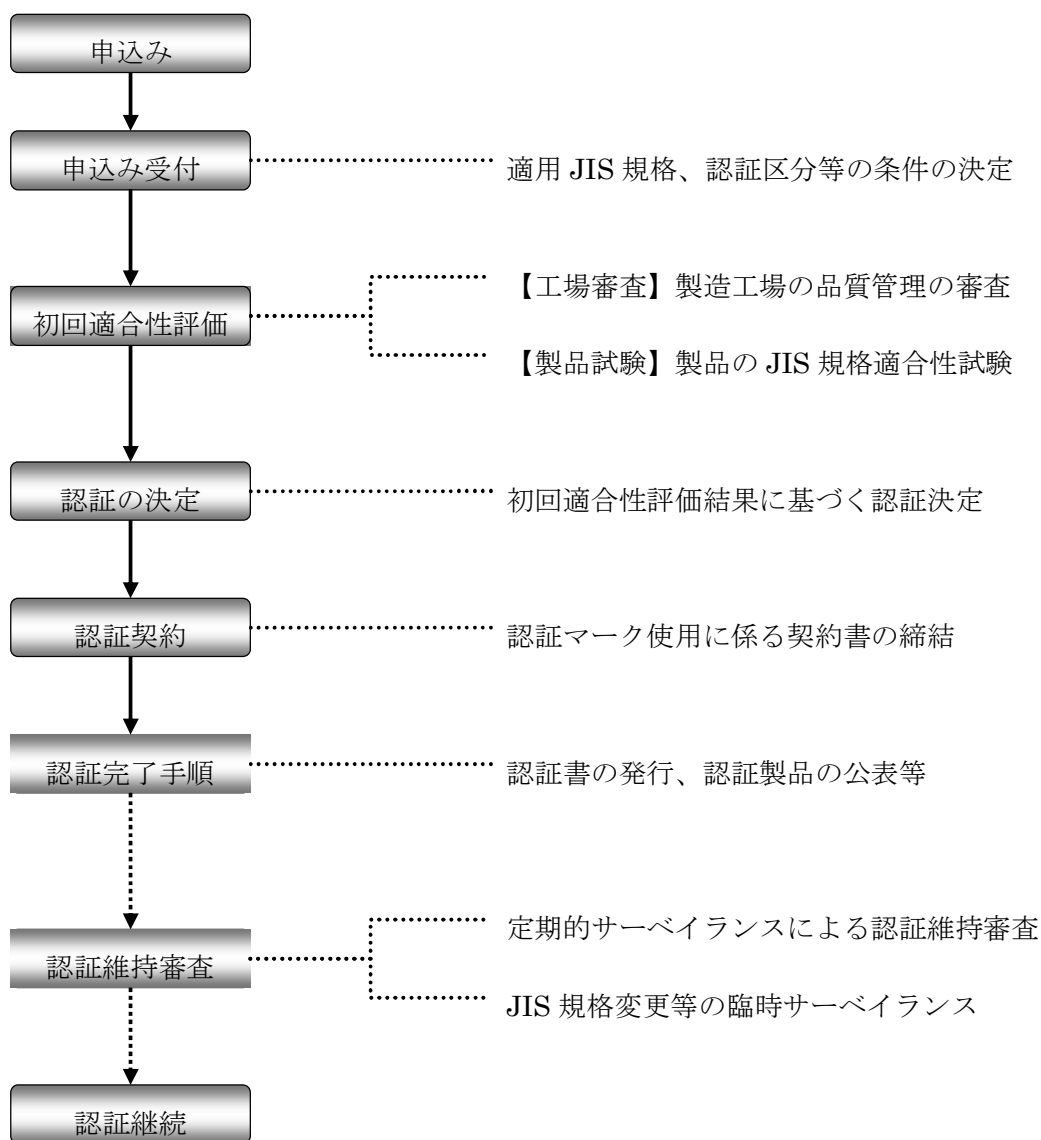 申込み
申込み受付
適用 JIS 規格、認証区分等の条件の決定
初回適合性評価
【工場審査】製造工場の品質管理の審査
【製品試験】製品の JIS 規格適合性試験
認証の決定
初回適合性評価結果に基づく認証決定
認証契約
認証マーク使用に係る契約書の締結
認証完了手順
認証書の発行、認証製品の公表等
認証維持審査
定期的サーベイランスによる認証維持審査
JIS 規格変更等の臨時サーベイランス
認証継続